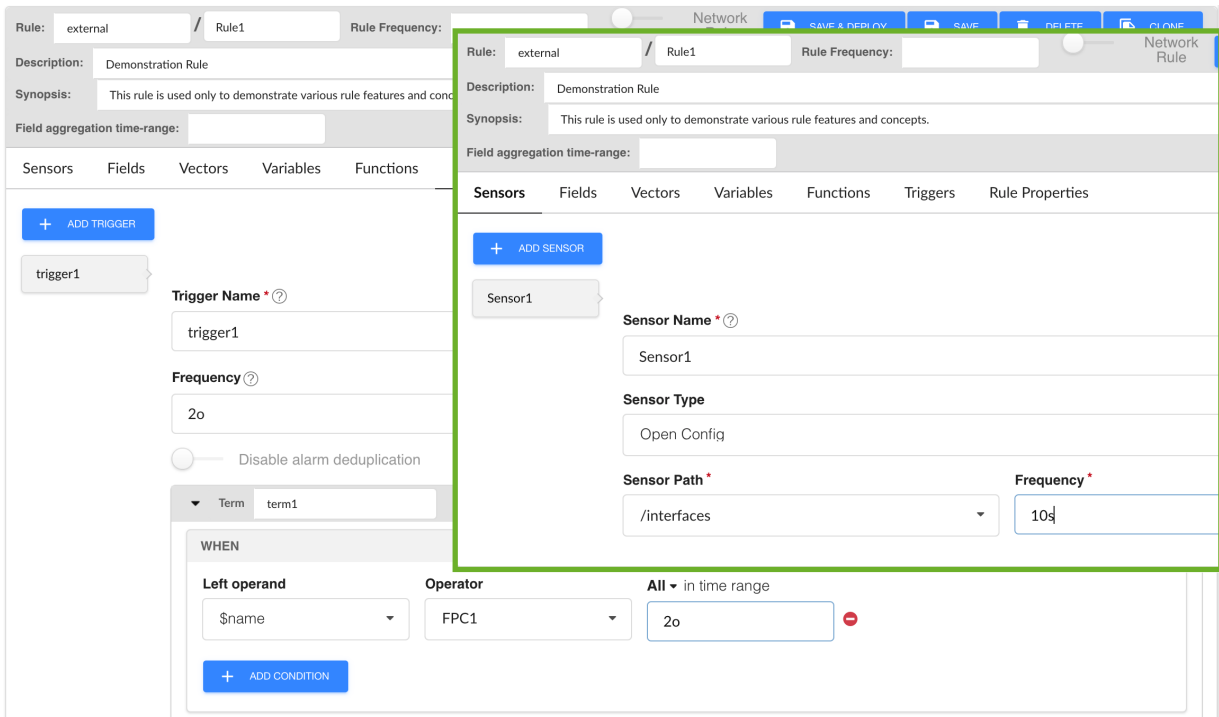 Rule: external / Rule1 Rule Frequency: Network
SAVE & DEPLOY SAVE DELETE CLONE
Description: Demonstration Rule
Synopsis: This rule is used only to demonstrate various rule features and conc
Field aggregation time-range:
Sensors Fields Vectors Variables Functions
+ ADD TRIGGER
trigger1
Trigger Name * ?
trigger1
Frequency ?
2o
Disable alarm deduplication
Term term1
WHEN
Left operand Operator All in time range
$name FPC1 2o
+ ADD CONDITION
Rule: external / Rule1 Rule Frequency: Network
Rule
Description: Demonstration Rule
Synopsis: This rule is used only to demonstrate various rule features and concepts.
Field aggregation time-range:
Sensors Fields Vectors Variables Functions Triggers Rule Properties
+ ADD SENSOR
Sensor1
Sensor Name * ?
Sensor1
Sensor Type
Open Config
Sensor Path * Frequency *
/interfaces 10s